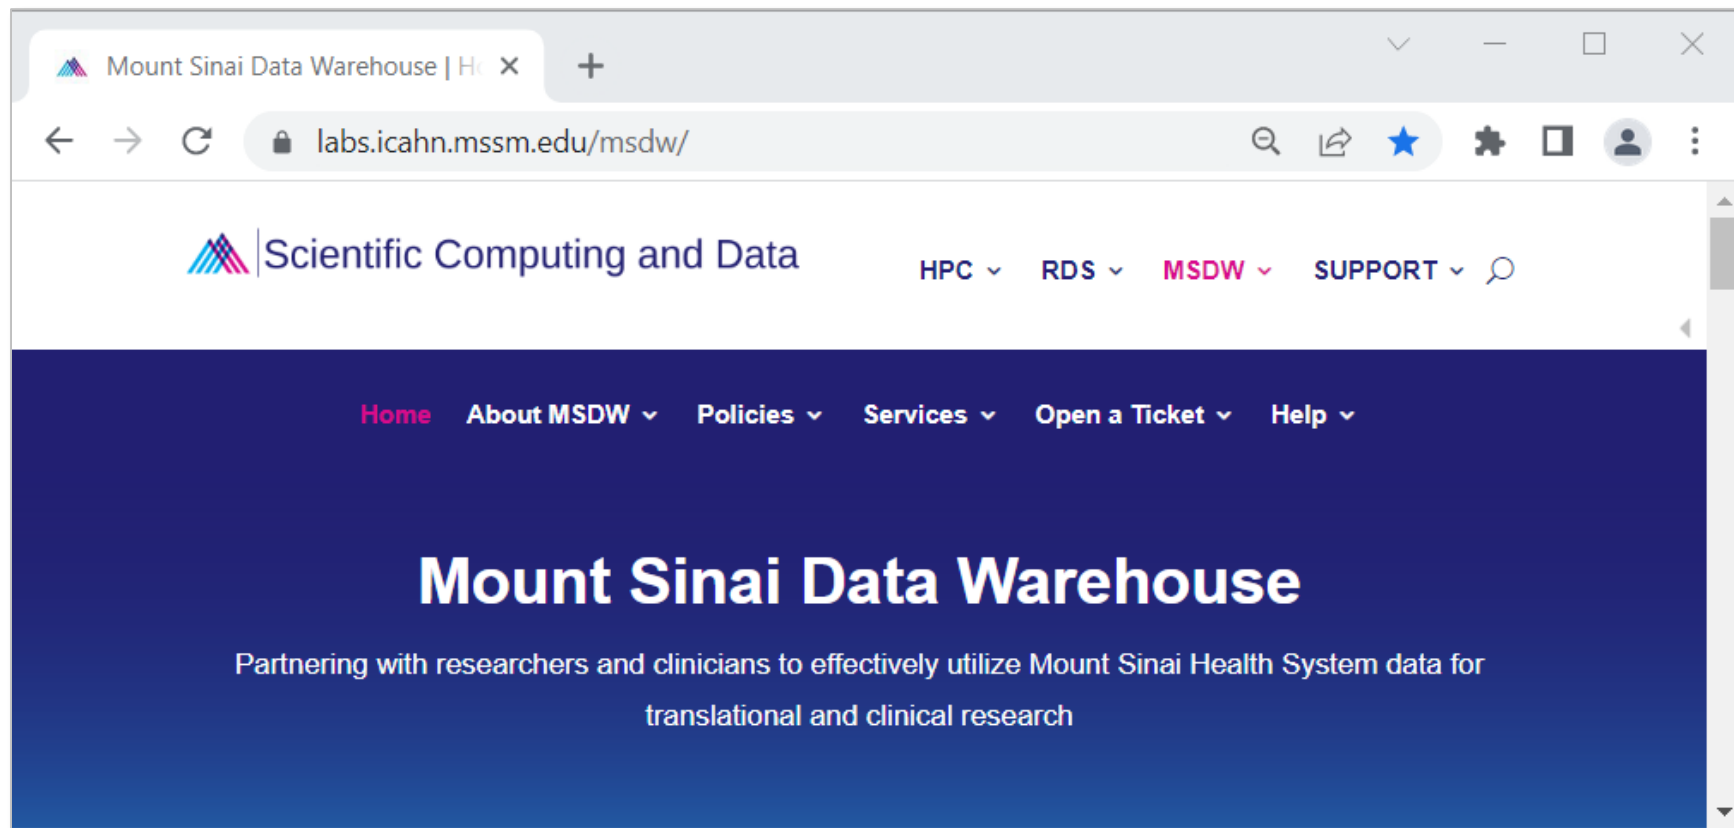 Mount Sinai Data Warehouse | H
labs.icahn.mssm.edu/msdw/
Scientific Computing and Data
HPC RDS MSDW SUPPORT
Home About MSDW Policies Services Open a Ticket Help
Mount Sinai Data Warehouse
Partnering with researchers and clinicians to effectively utilize Mount Sinai Health System data for
translational and clinical research